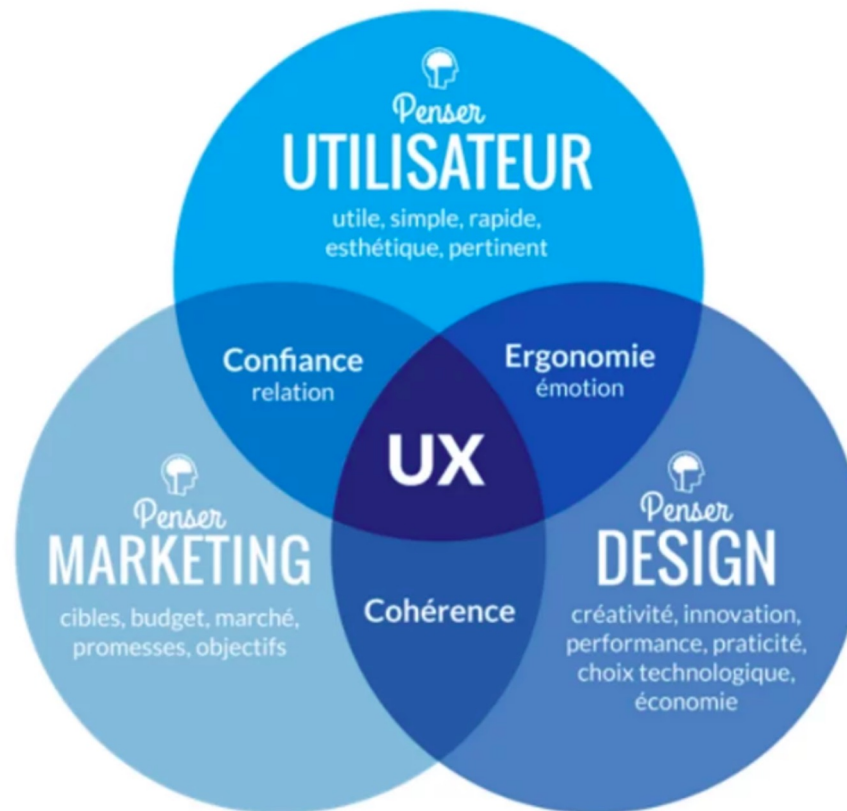 Penser
UTILISATEUR
utile, simple, rapide,
esthétique, pertinent
Confiance
relation
Ergonomie
émotion
UX
Penser
MARKETING
cibles, budget, marché,
promesses, objectifs
Cohérence
Penser
DESIGN
créativité, innovation,
performance, praticité,
choix technologique,
économie